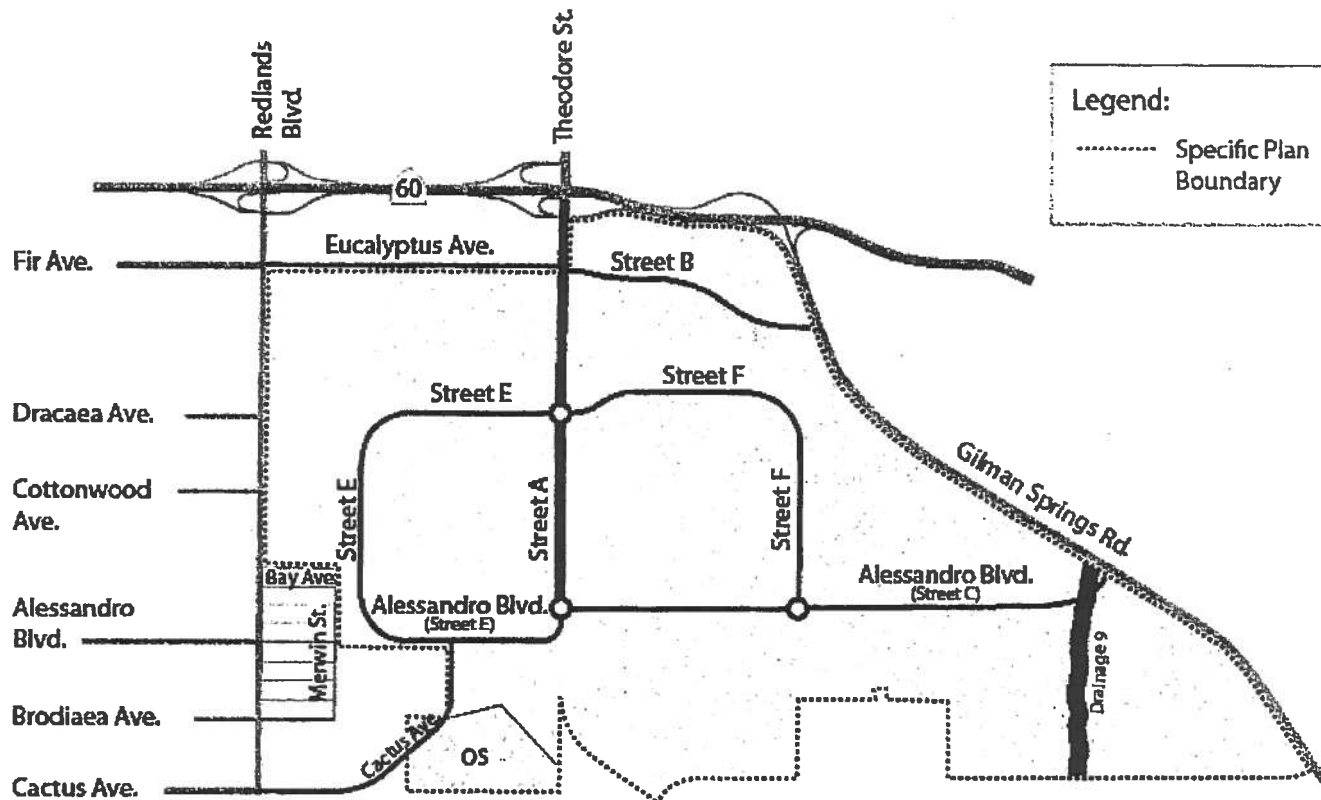 Redlands
Blvd.
Theodore St.
Legend:
Specific Plan
Boundary
60
Fir Ave.
Eucalyptus Ave.
Street B
Street E
Street F
Dracaea Ave.
Cottonwood
Ave.
Street E
Street A
Street F
Gilman Springs Rd.
Bay Ave.
Alessandro
Blvd.
Merwin St.
Alessandro Blvd.
(Street E)
Alessandro Blvd.
(Street C)
Drainage 9
Brodiaea Ave.
Cactus Ave.
OS
Cactus Ave.